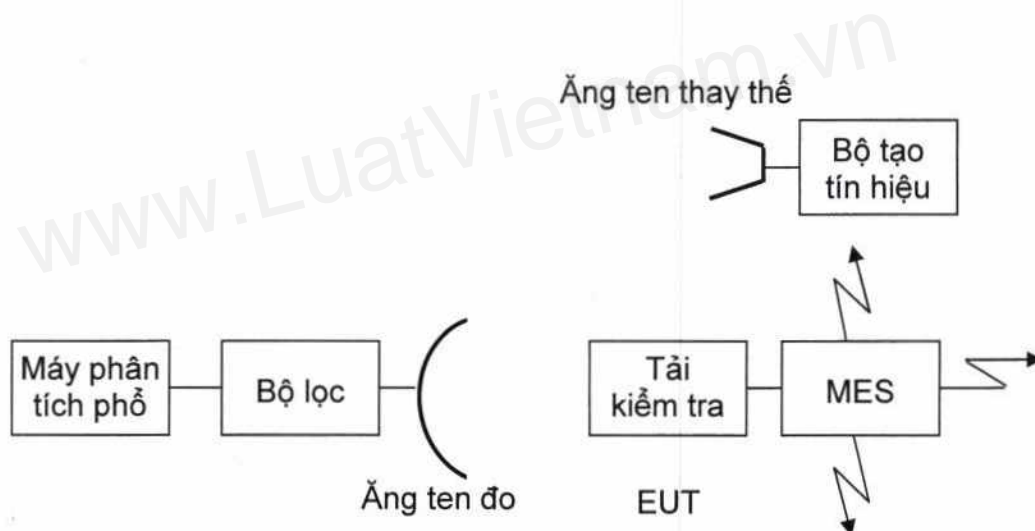 www.LuatVietnam.vn
Ăng ten thay thế
Bộ tạo
tín hiệu
Máy phân
tích phổ
Bộ lọc
Tải
kiểm tra
MES
Ăng ten đo
EUT